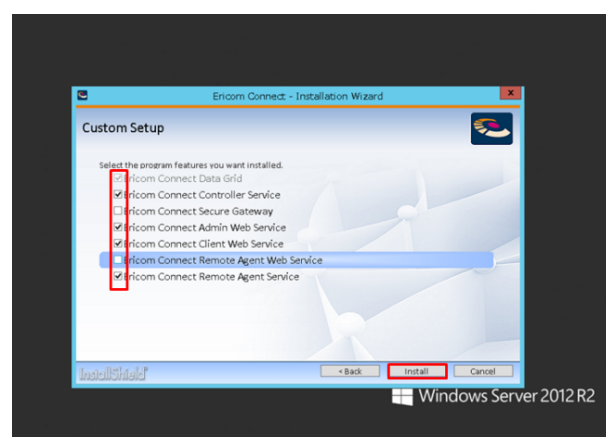 Ericom Connect - Installation Wizard
x
Custom Setup
Select the program features you want installed.
Ericom Connect Data Grid
Ericom Connect Controller Service
Ericom Connect Secure Gateway
Ericom Connect Admin Web Service
Ericom Connect Client Web Service
Ericom Connect Remote Agent Web Service
Ericom Connect Remote Agent Service
InstallShield
< Back Install Cancel
Windows Server 2012 R2